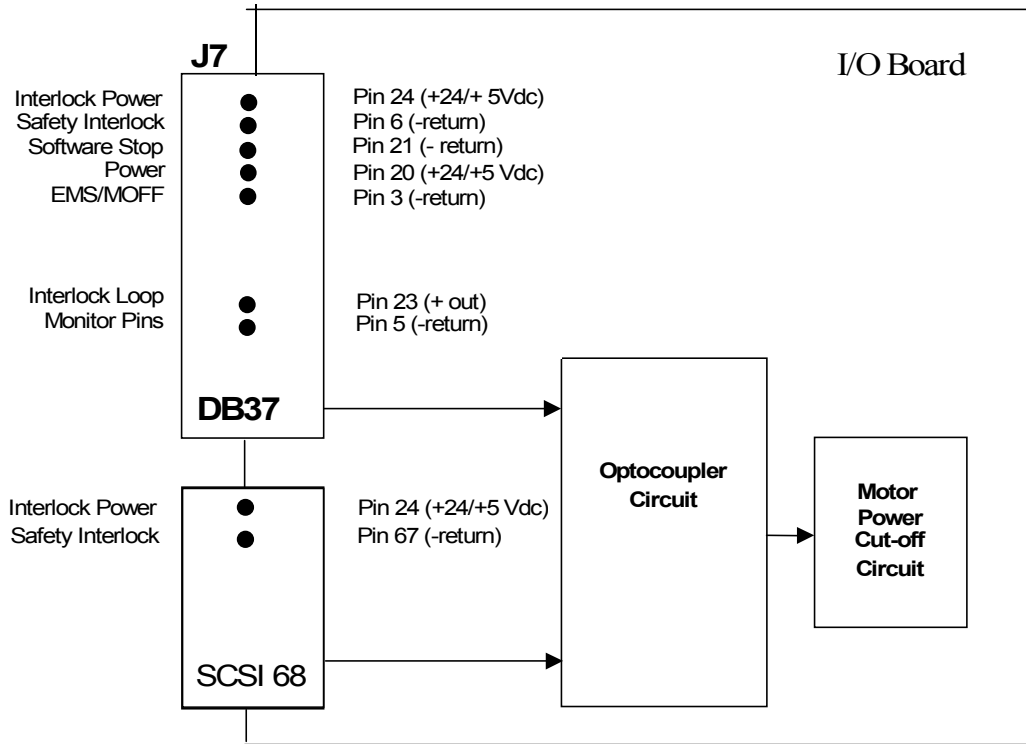 J7
I/O Board
Interlock Power
Pin 24 (+24/+ 5Vdc)
Safety Interlock
Pin 6 (-return)
Software Stop
Pin 21 (- return)
Power
Pin 20 (+24/+5 Vdc)
EMS/MOFF
Pin 3 (-return)
Interlock Loop
Pin 23 (+ out)
Monitor Pins
Pin 5 (-return)
DB37
Optocoupler
Circuit
Interlock Power
Pin 24 (+24/+5 Vdc)
Safety Interlock
Pin 67 (-return)
Motor
Power
Cut-off
Circuit
SCSI 68